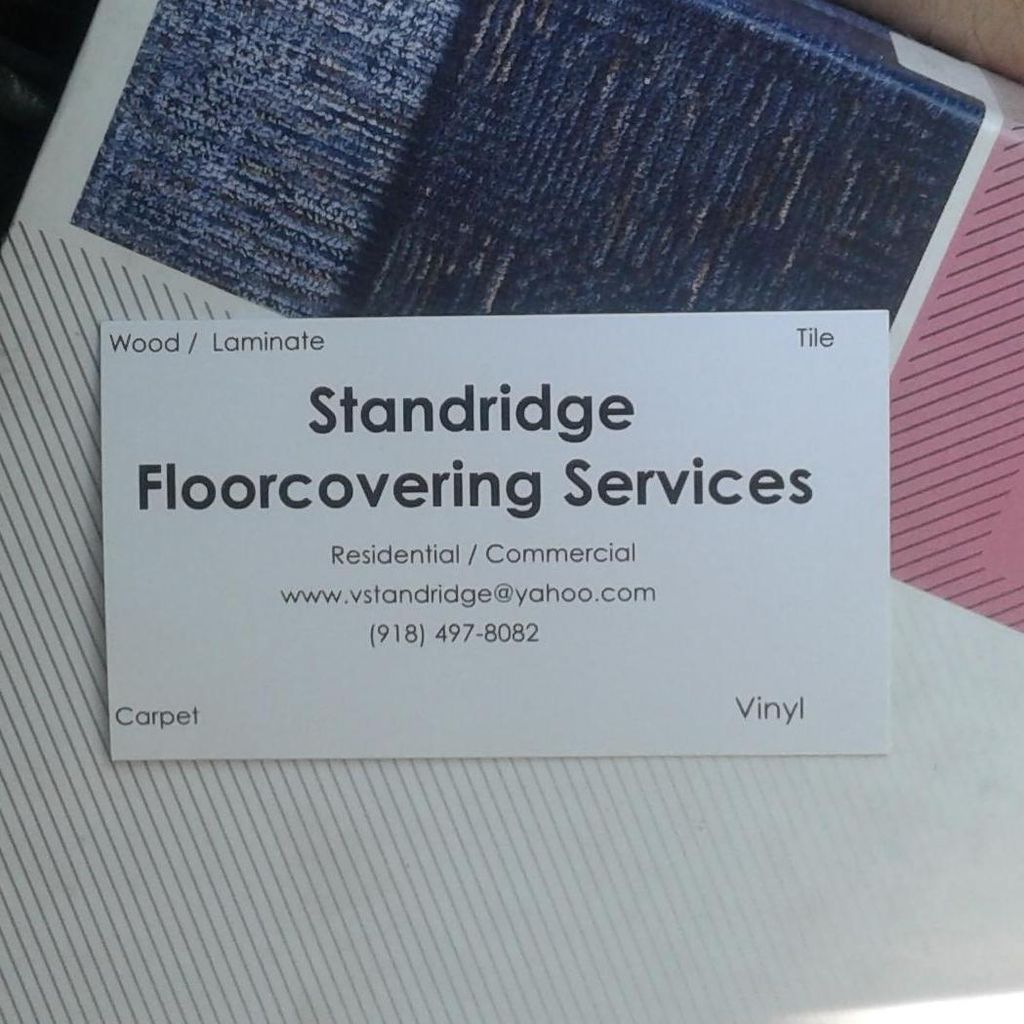 Wood / Laminate
Tile
Standridge
Floorcovering Services
Residential / Commercial
www.vstandridge@yahoo.com
(918) 497-8082
Carpet
Vinyl